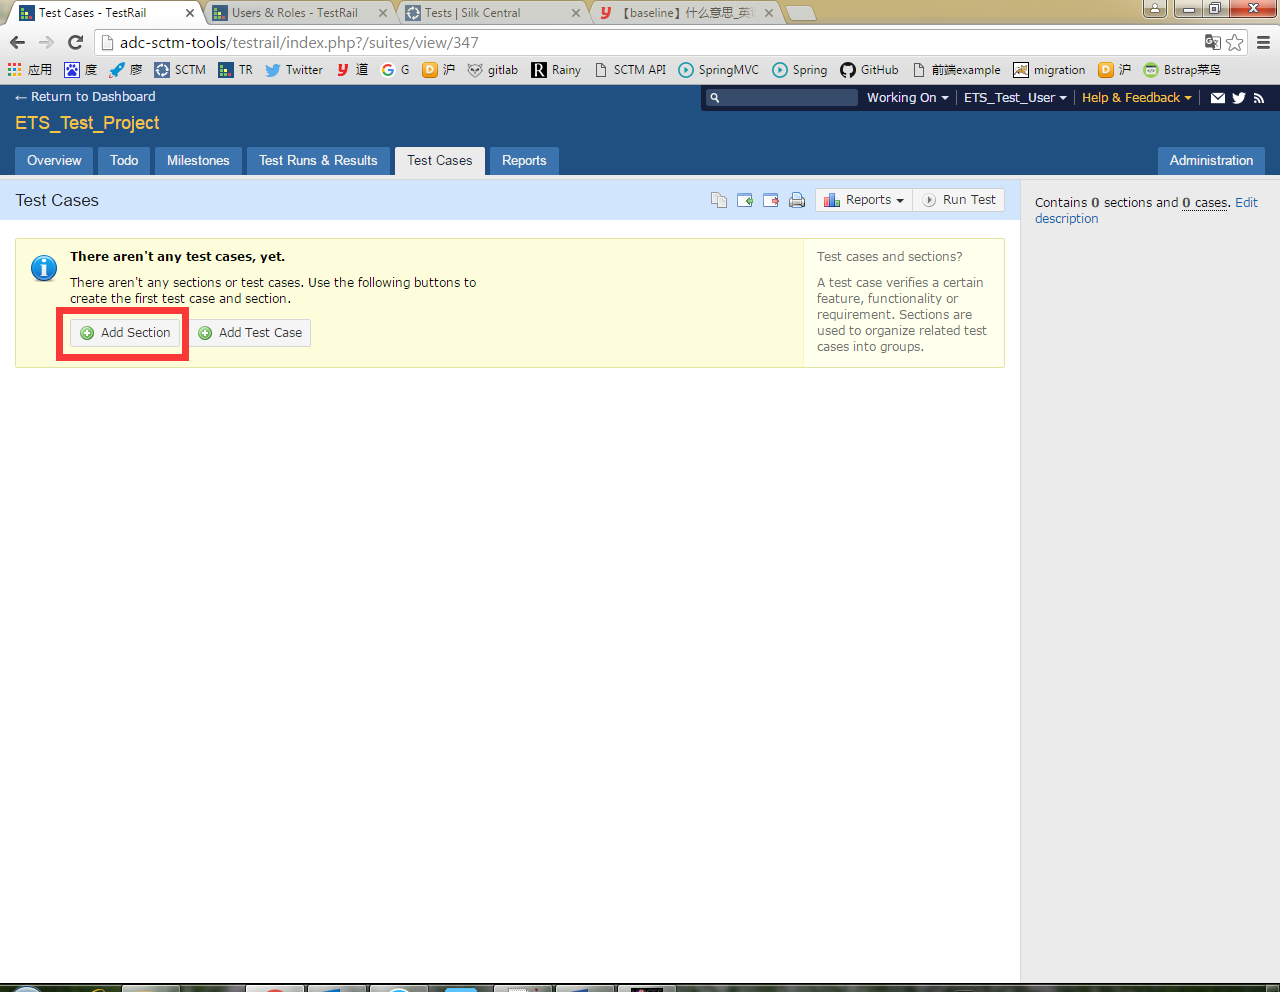 Test Cases - TestRail
Users & Roles - TestRail
Tests | Silk Central
【baseline】什么意思_英
adc-sctm-tools/testrail/index.php?/suites/view/347
应用 度 廖 SCTM TR Twitter 道 G 沪 gitlab Rainy SCTM API SpringMVC Spring GitHub 前端example migration 沪 Bstrap菜鸟
← Return to Dashboard
Working On ETS_Test_User Help & Feedback
ETS_Test_Project
Overview Todo Milestones Test Runs & Results Test Cases Reports Administration
Test Cases
Reports Run Test
There aren't any test cases, yet.
There aren't any sections or test cases. Use the following buttons to
create the first test case and section.
Add Section Add Test Case
Test cases and sections?
A test case verifies a certain
feature, functionality or
requirement. Sections are
used to organize related test
cases into groups.
Contains 0 sections and 0 cases. Edit
description